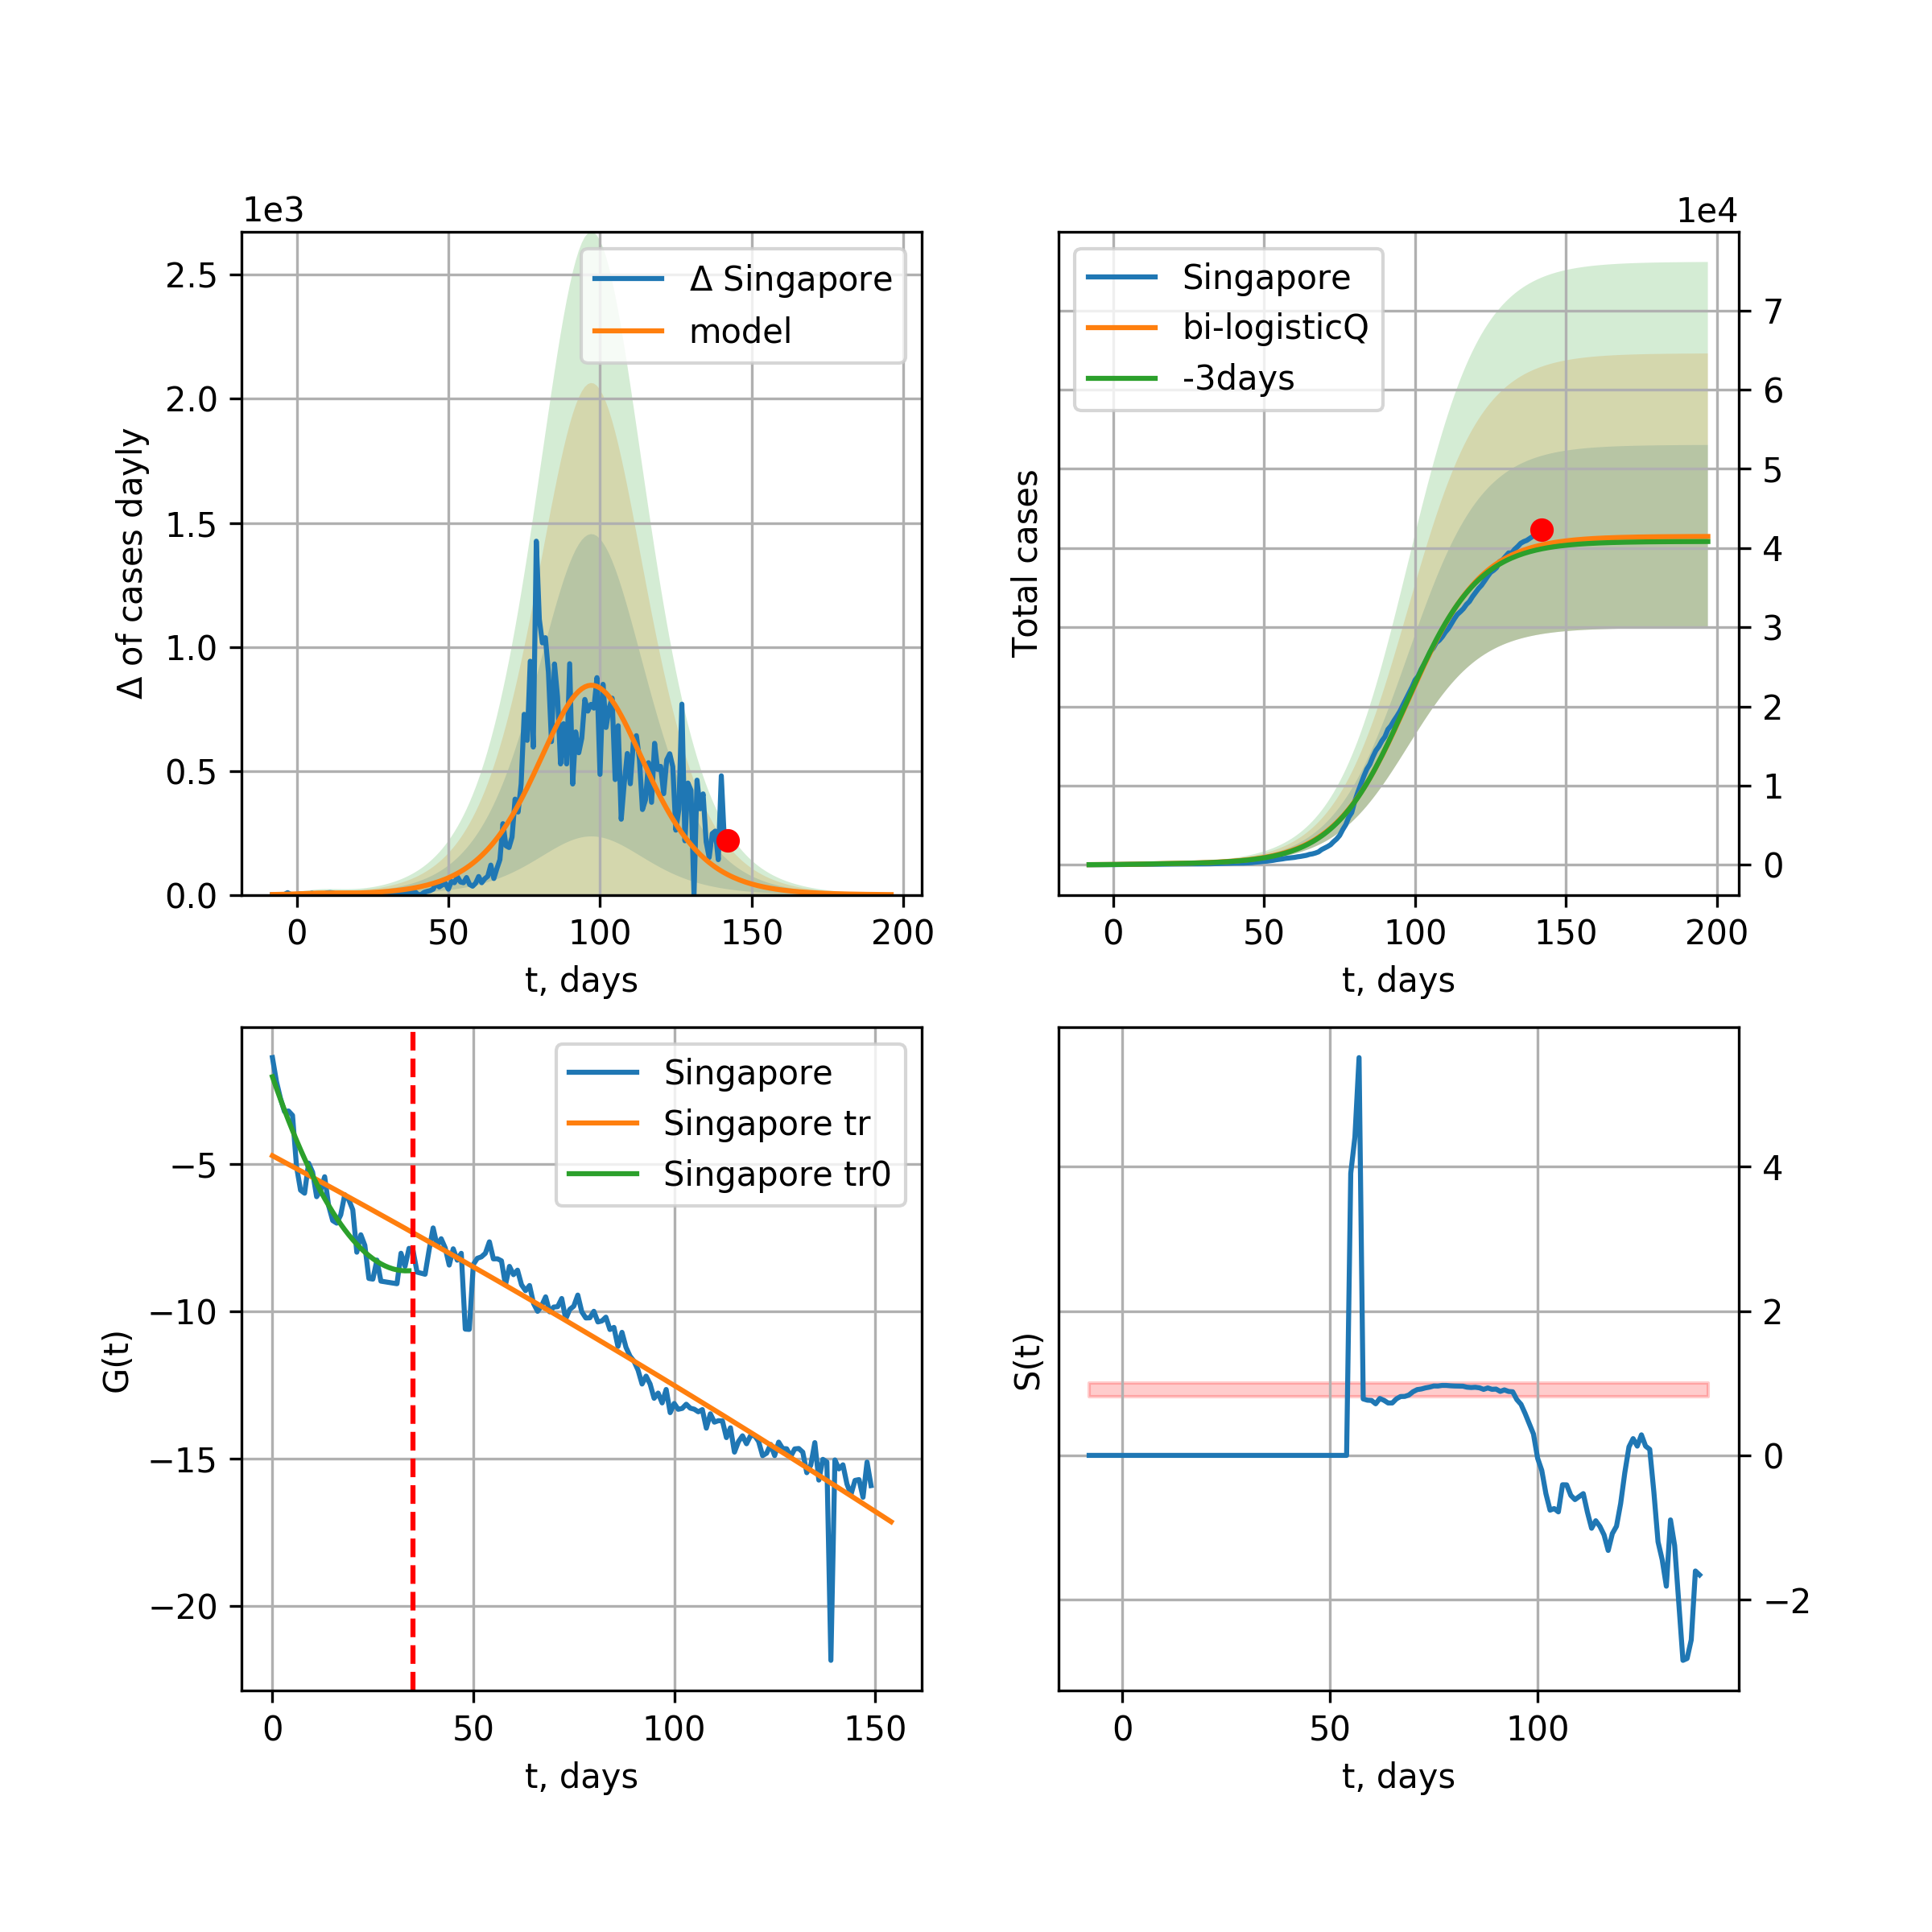 1e3
2.5
2.0
1.5
1.0
0.5
0.0
Δ of cases dayly
Δ Singapore
model
0
50
100
150
200
t, days
1e4
7
6
5
4
3
2
1
0
Total cases
Singapore
bi-logisticQ
-3days
0
50
100
150
200
t, days
−5
−10
−15
−20
G(t)
Singapore
Singapore tr
Singapore tr0
0
50
100
150
t, days
4
2
0
−2
S(t)
0
50
100
t, days